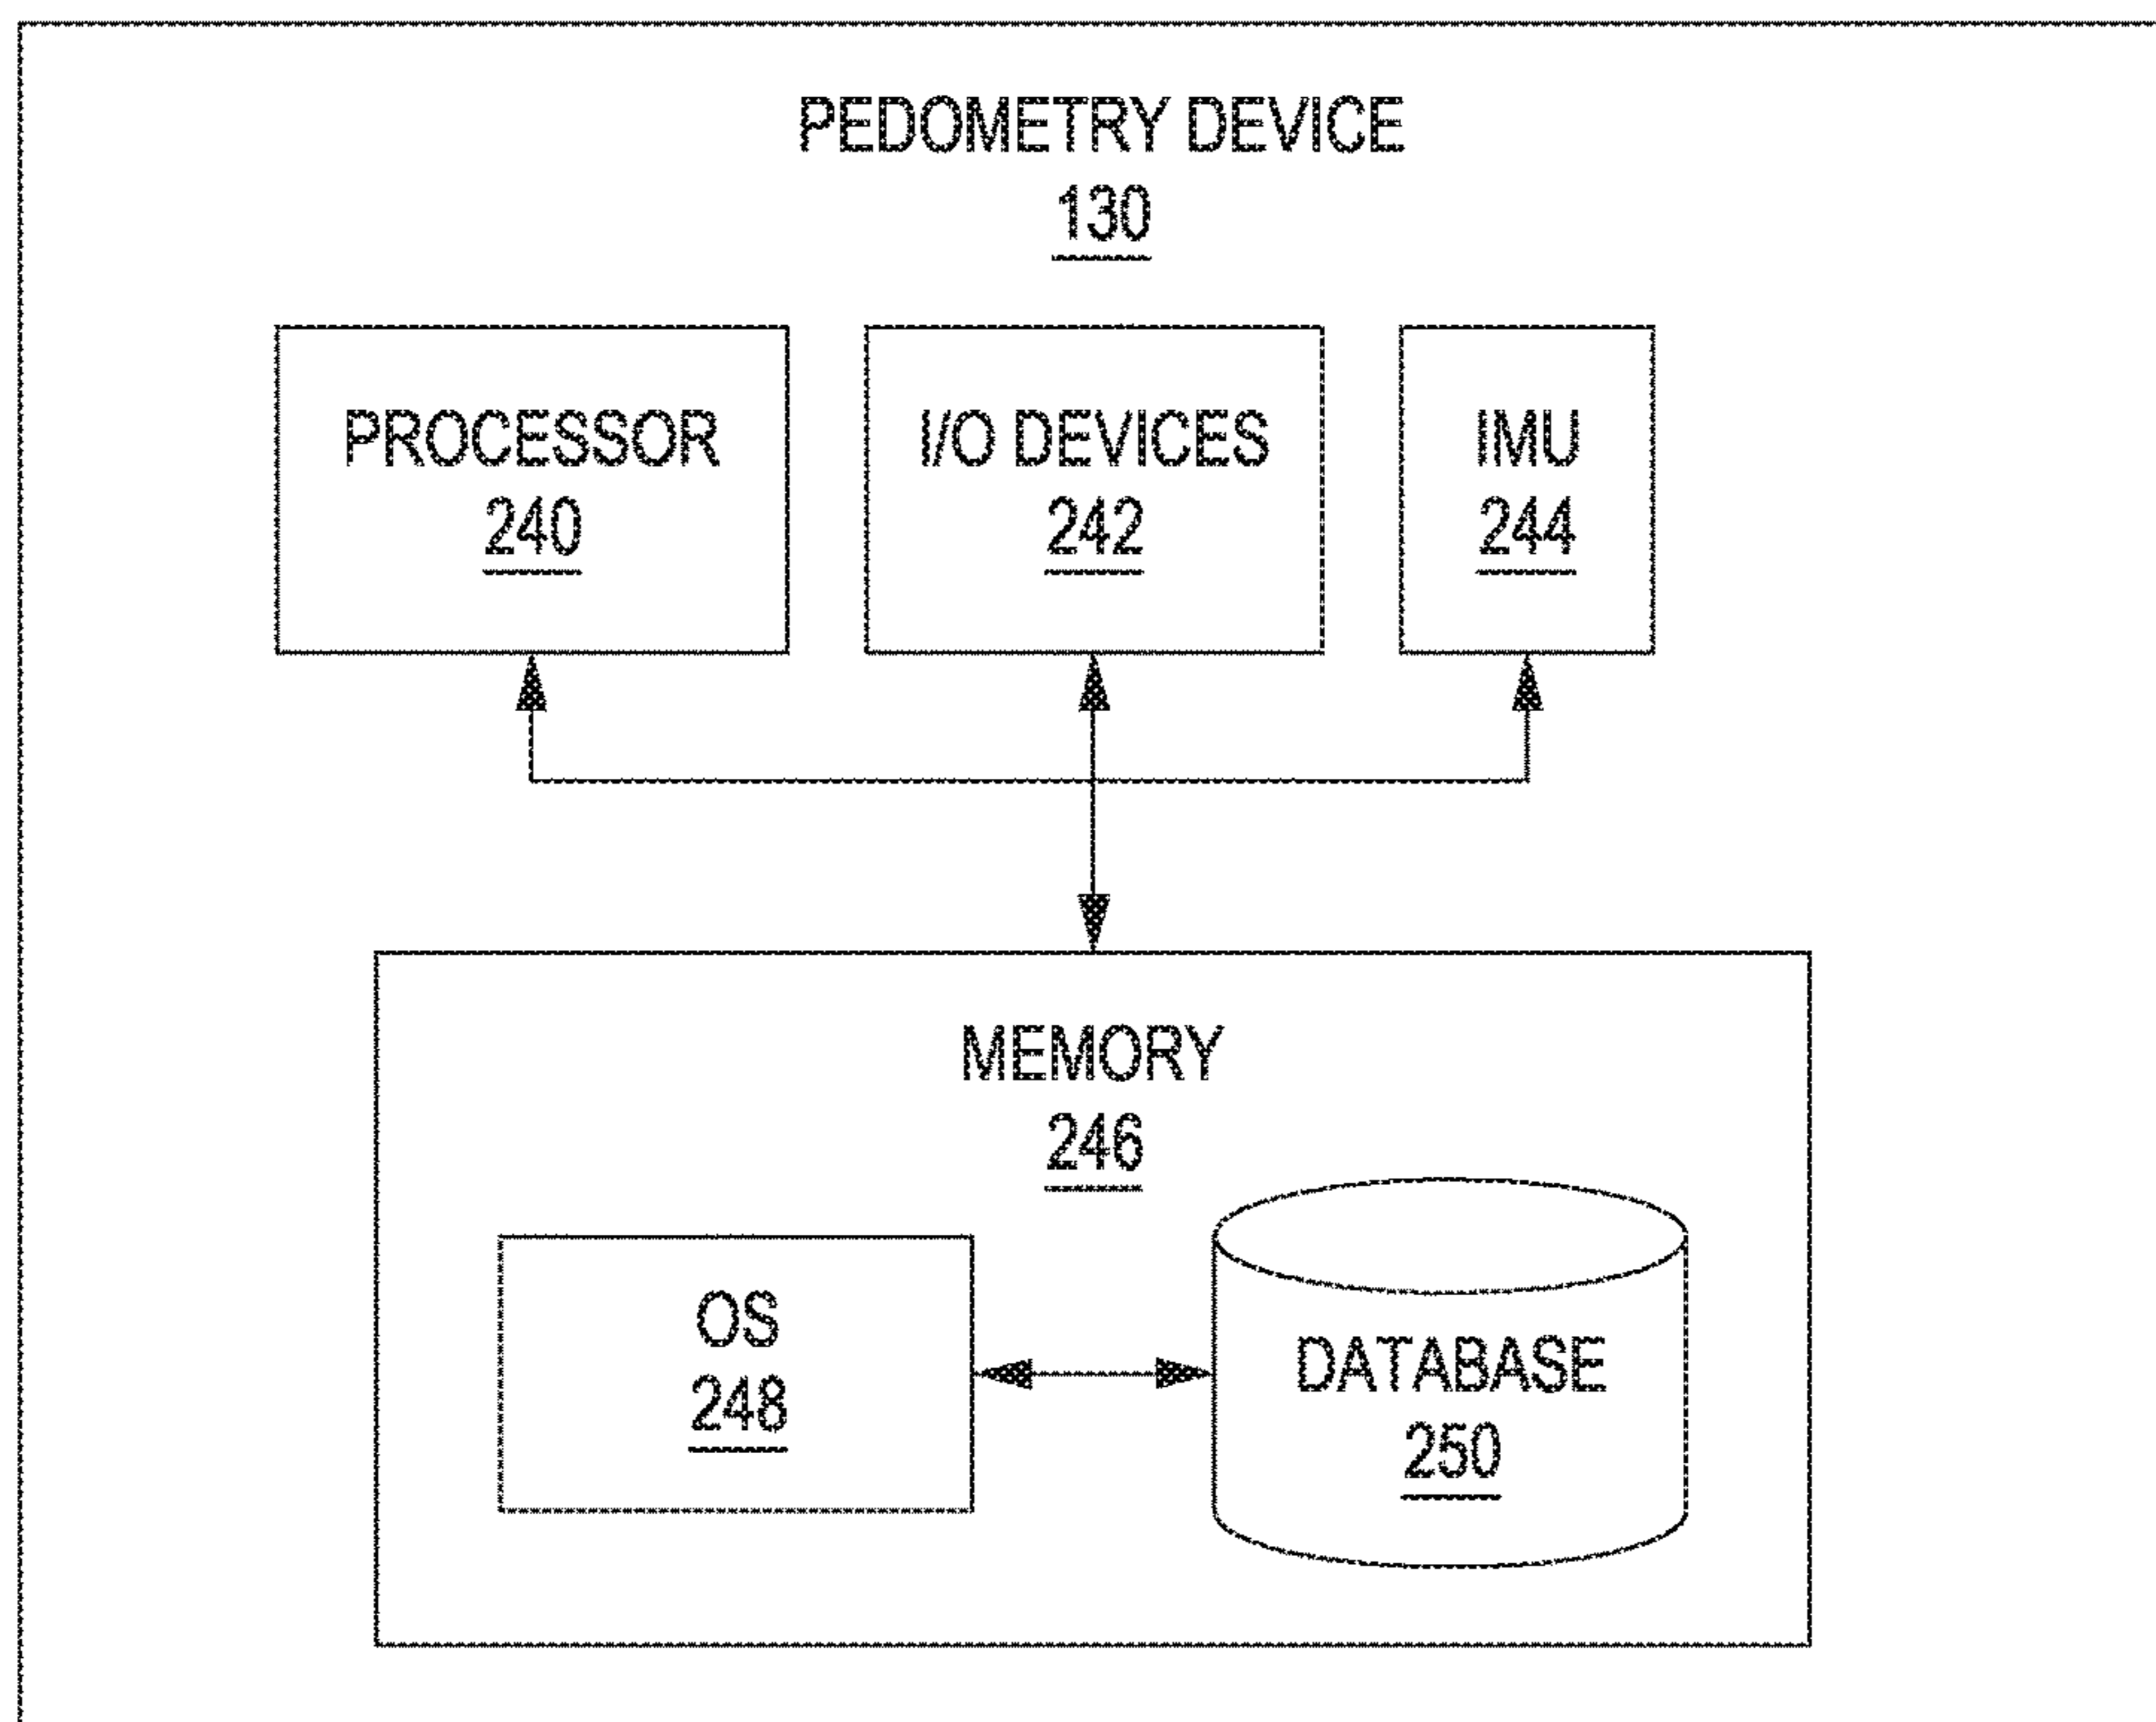 PEDOMETRY DEVICE
130
PROCESSOR
240
I/O DEVICES
242
IMU
244
MEMORY
246
OS
248
DATABASE
250